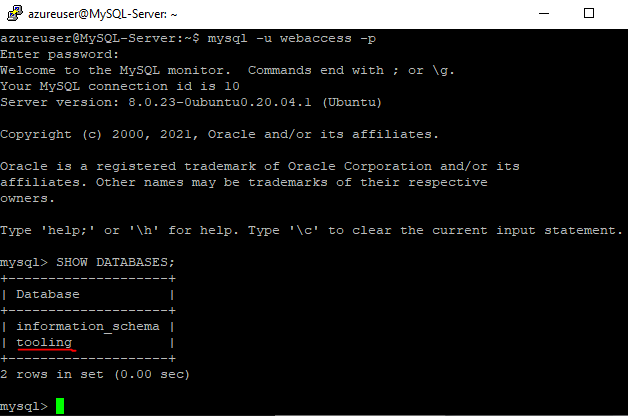 azureuser@MySQL-Server: ~
azureuser@MySQL-Server:~$ mysql -u webaccess -p
Enter password:
Welcome to the MySQL monitor.  Commands end with ; or \g.
Your MySQL connection id is 10
Server version: 8.0.23-0ubuntu0.20.04.1 (Ubuntu)
Copyright (c) 2000, 2021, Oracle and/or its affiliates.
Oracle is a registered trademark of Oracle Corporation and/or its
affiliates. Other names may be trademarks of their respective
owners.
Type 'help;' or '\h' for help. Type '\c' to clear the current input statement.
mysql> SHOW DATABASES;
+--------------------+
| Database           |
+--------------------+
| information_schema |
| tooling            |
+--------------------+
2 rows in set (0.00 sec)
mysql>